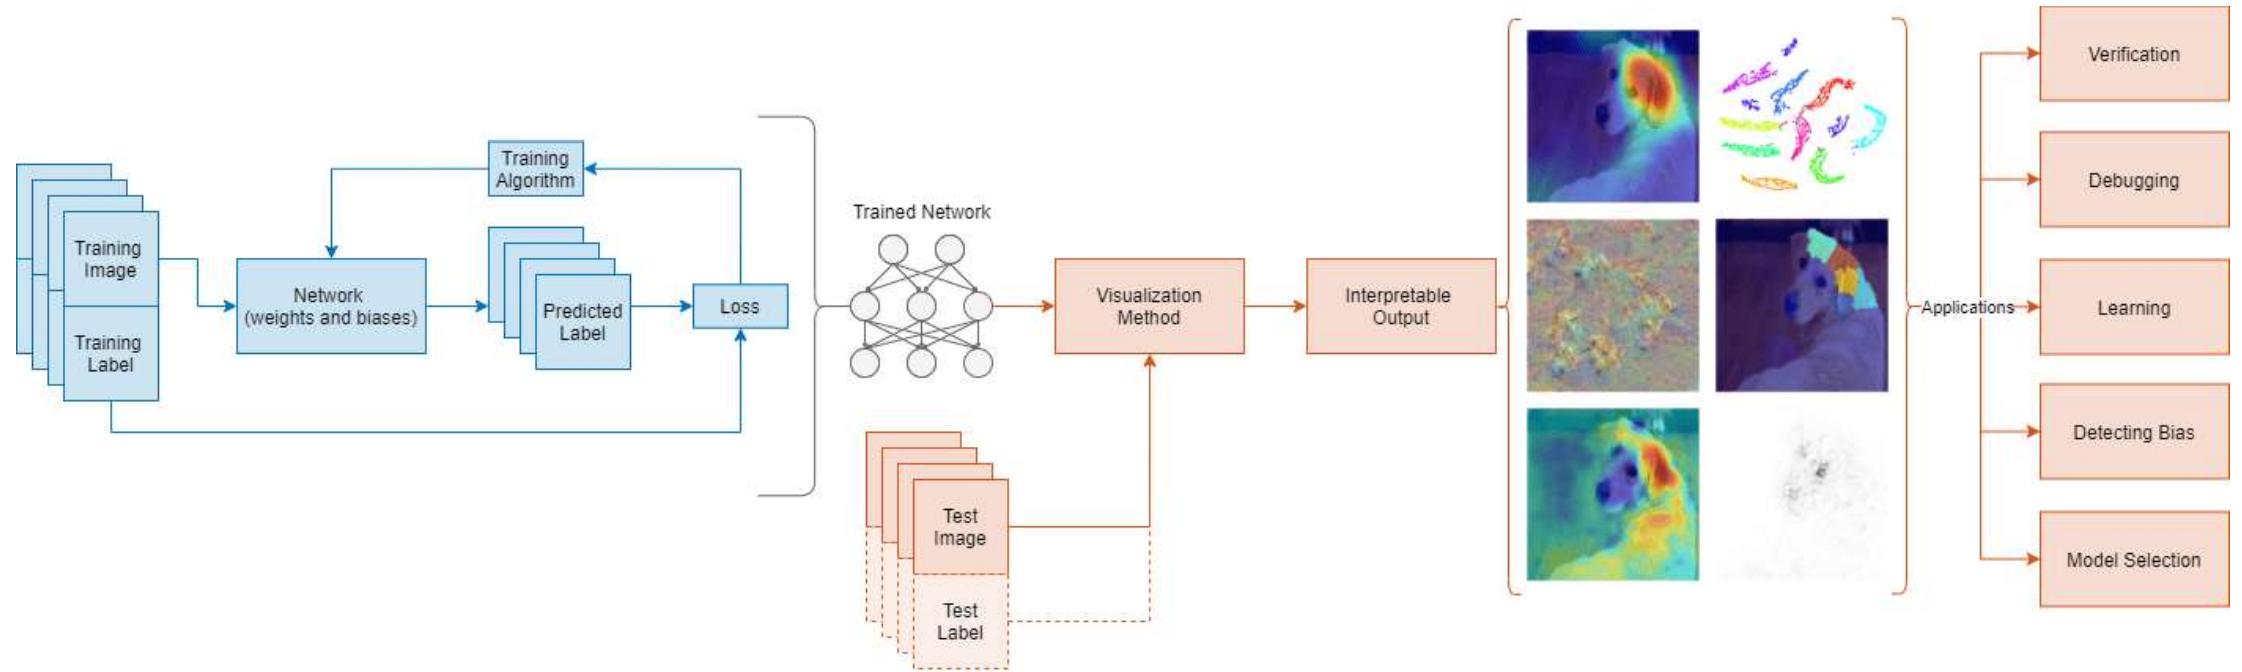 Training
Image
Training
Label
Network
(weights and biases)
Training
Algorithm
Predicted
Label
Loss
Trained Network
Visualization
Method
Test
Image
Test
Label
Interpretable
Output
Applications
Verification
Debugging
Learning
Detecting Bias
Model Selection